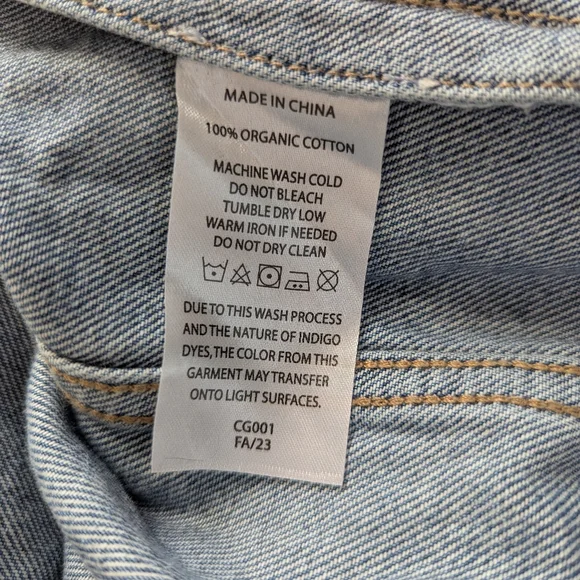 MADE IN CHINA
100% ORGANIC COTTON
MACHINE WASH COLD
DO NOT BLEACH
TUMBLE DRY LOW
WARM IRON IF NEEDED
DO NOT DRY CLEAN
DUE TO THIS WASH PROCESS
AND THE NATURE OF INDIGO
DYES, THE COLOR FROM THIS
GARMENT MAY TRANSFER
ONTO LIGHT SURFACES.
CG001
FA/23